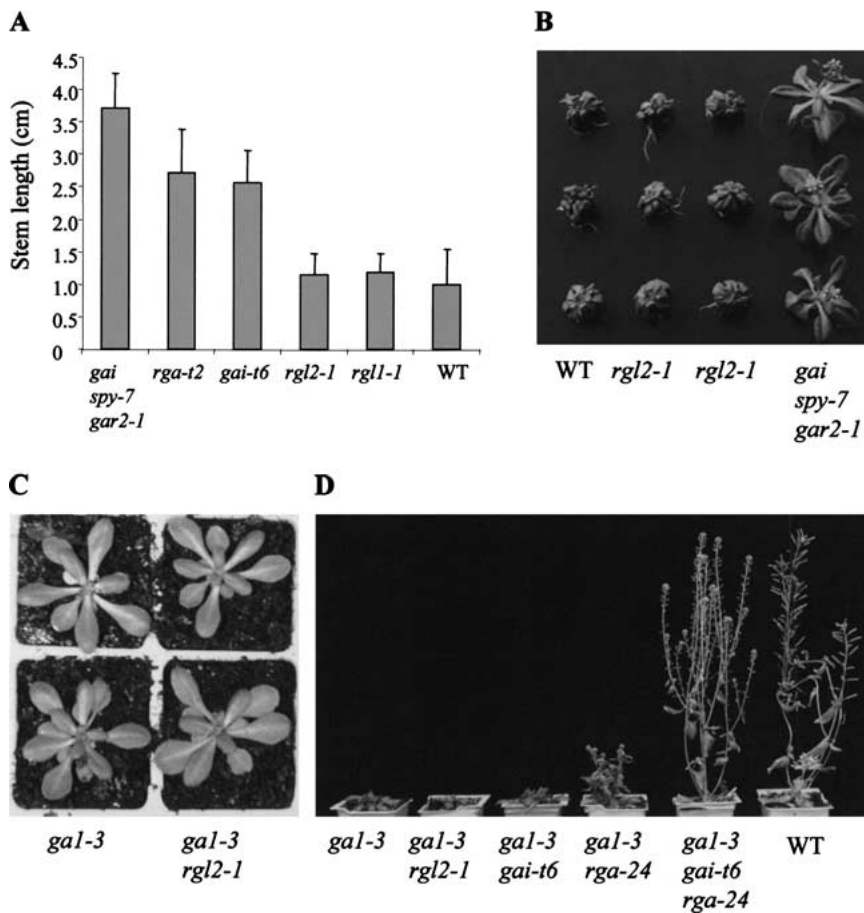 A
Stem length (cm)
4.5
4.0
3.5
3.0
2.5
2.0
1.5
1.0
0.5
0
gai spy-7 gar2-1
rga-t2
gai-t6
rgl2-1
rgl1-1
WT
B
WT
rgl2-1
rgl2-1
gai spy-7 gar2-1
C
ga1-3
ga1-3 rgl2-1
D
ga1-3
ga1-3 rgl2-1
ga1-3 gai-t6
ga1-3 rga-24
ga1-3 gai-t6 rga-24
WT